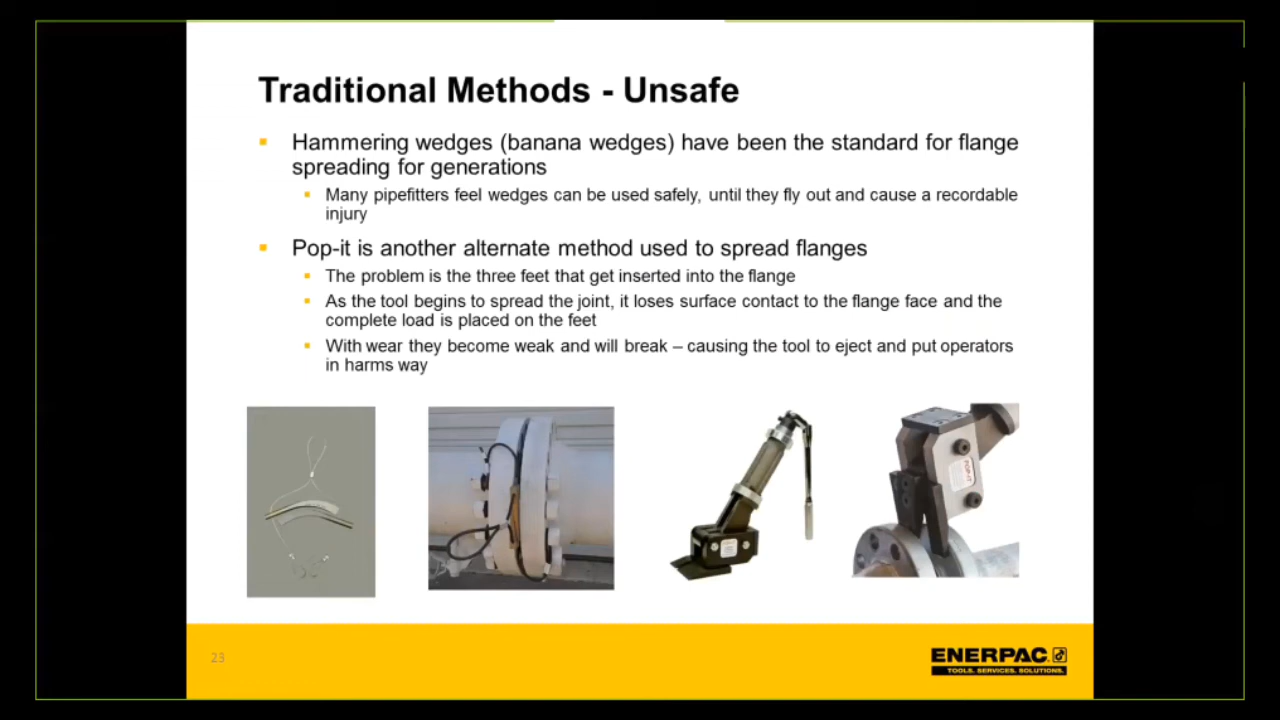 Traditional Methods - Unsafe
Hammering wedges (banana wedges) have been the standard for flange
spreading for generations
Many pipefitters feel wedges can be used safely, until they fly out and cause a recordable
injury
Pop-it is another alternate method used to spread flanges
The problem is the three feet that get inserted into the flange
As the tool begins to spread the joint, it loses surface contact to the flange face and the
complete load is placed on the feet
With wear they become weak and will break – causing the tool to eject and put operators
in harms way
POP-IT
23
ENERPAC
TOOLS. SERVICES. SOLUTIONS.